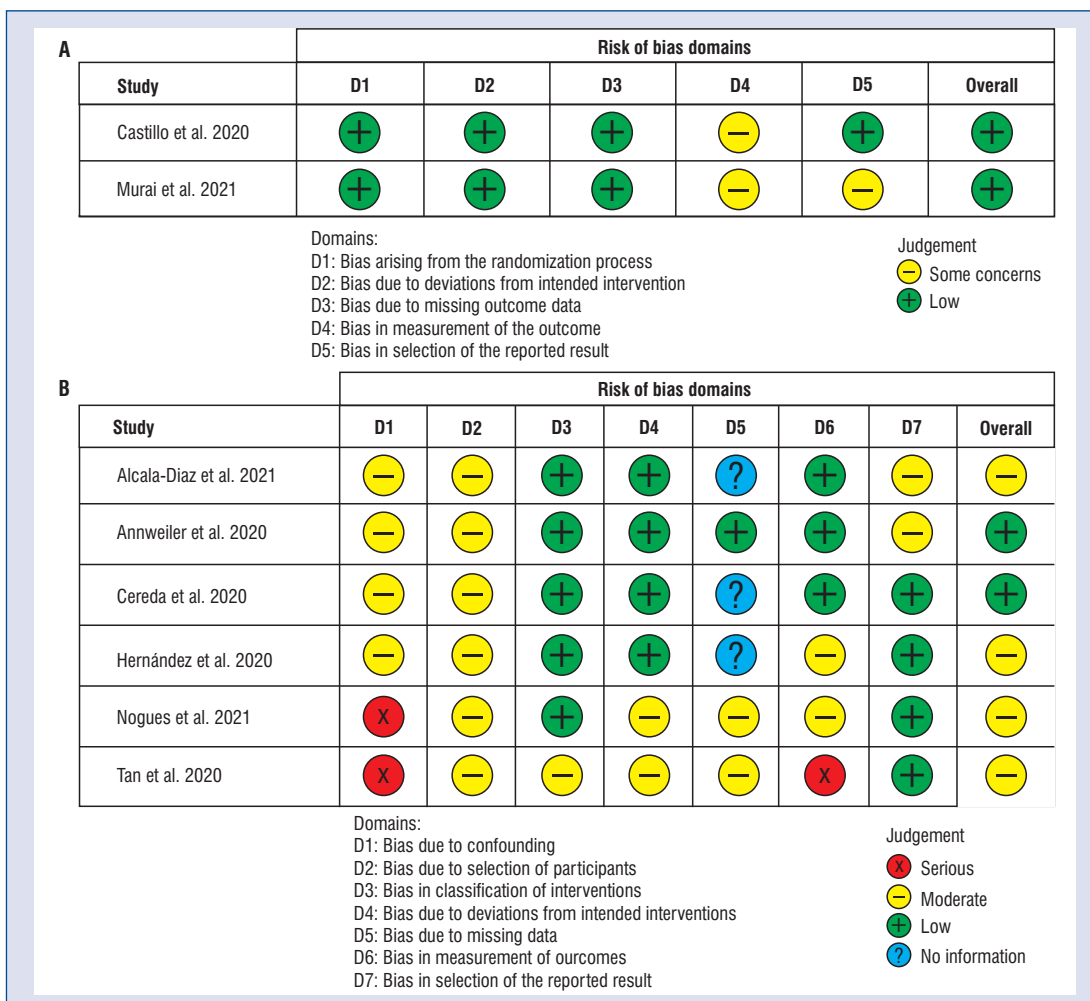 A
Risk of bias domains
Study D1 D2 D3 D4 D5 Overall
Castillo et al. 2020 + + + − + +
Murai et al. 2021 + + + − − +
Domains:
D1: Bias arising from the randomization process
D2: Bias due to deviations from intended intervention
D3: Bias due to missing outcome data
D4: Bias in measurement of the outcome
D5: Bias in selection of the reported result
Judgement
− Some concerns
+ Low
B
Risk of bias domains
Study D1 D2 D3 D4 D5 D6 D7 Overall
Alcala-Diaz et al. 2021 − − + + ? + − −
Annweiler et al. 2020 − − + + + + − +
Cereda et al. 2020 − − + + ? + + +
Hernández et al. 2020 − − + + ? − + −
Nogues et al. 2021 X − + − − − + −
Tan et al. 2020 X − − − − X + −
Domains:
D1: Bias due to confounding
D2: Bias due to selection of participants
D3: Bias in classification of interventions
D4: Bias due to deviations from intended interventions
D5: Bias due to missing data
D6: Bias in measurement of ourcomes
D7: Bias in selection of the reported result
Judgement
X Serious
− Moderate
+ Low
? No information